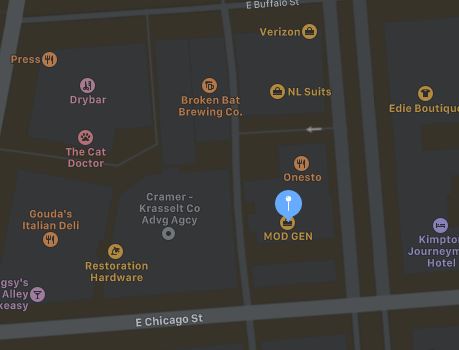 E Buffalo St
Verizon
Press
Drybar
Broken Bat
Brewing Co.
NL Suits
Edie Boutique
The Cat
Doctor
Onesto
Cramer -
Krasselt Co
Advg Agcy
Gouda's
Italian Deli
MOD GEN
Kimpton
Journeym
Hotel
Restoration
Hardware
gsy's
Alley
keasy
E Chicago St